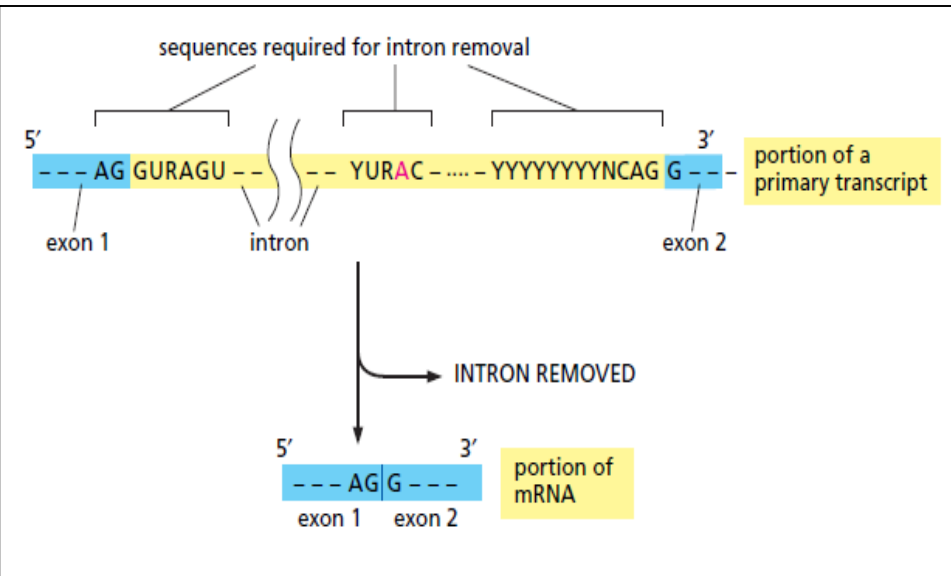 sequences required for intron removal
5′ 3′
– – – AG GURAGU – – – – YURAC – ···· – YYYYYYYYNCAG G – – –
portion of a
primary transcript
exon 1 intron exon 2
INTRON REMOVED
5′ 3′
– – – AG G – – –
portion of
mRNA
exon 1 exon 2